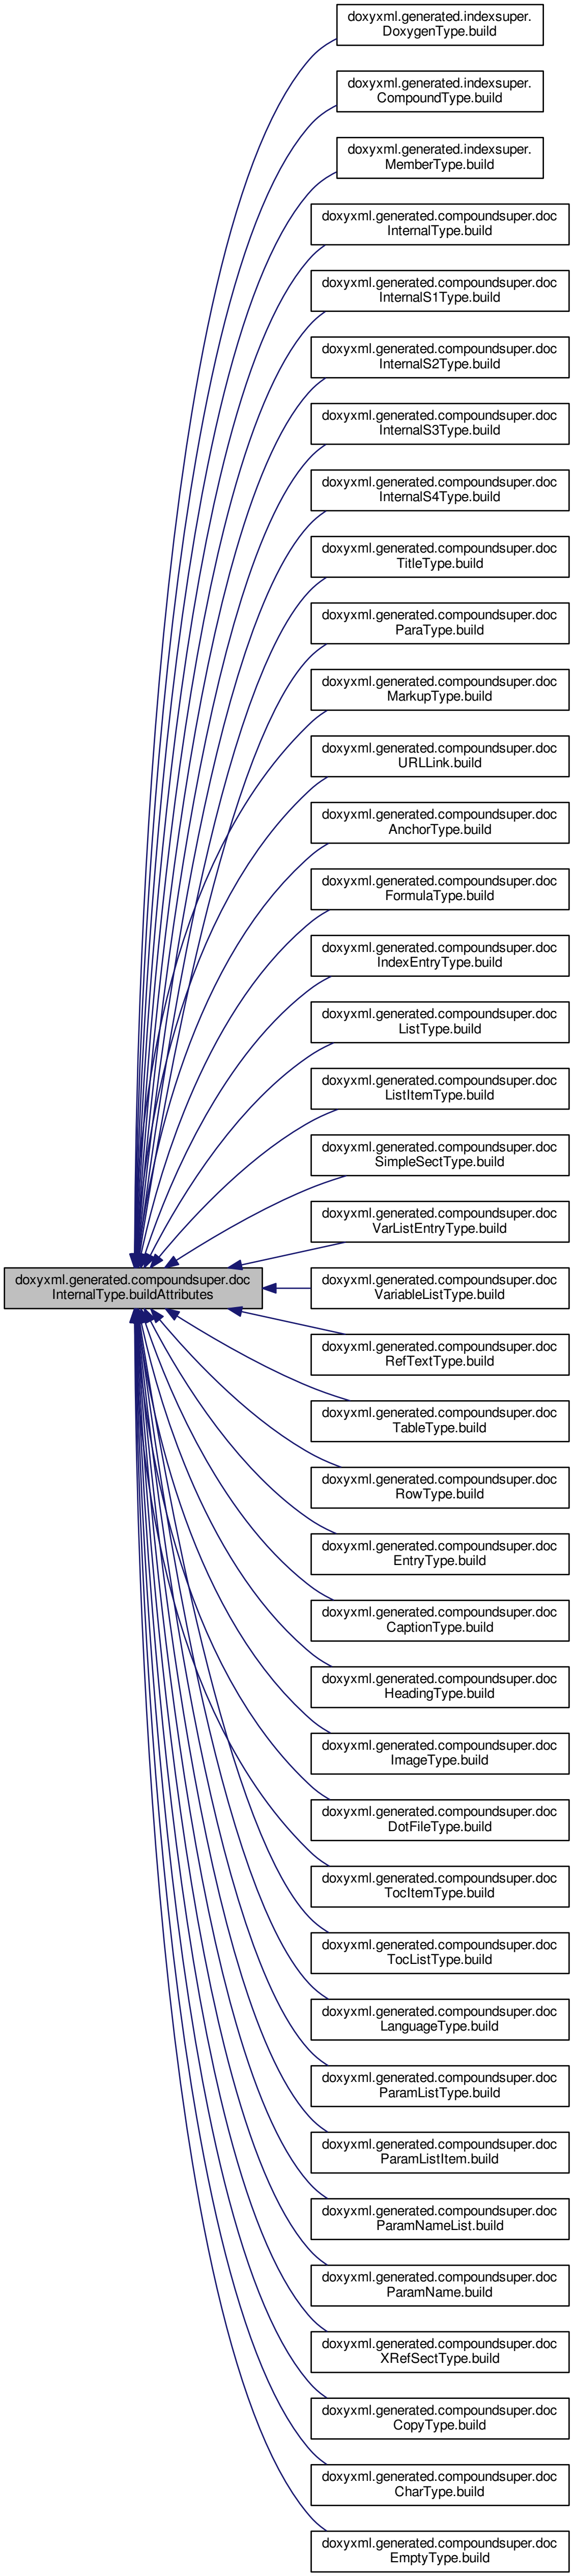 doxyxml.generated.indexsuper.
DoxygenType.build
doxyxml.generated.indexsuper.
CompoundType.build
doxyxml.generated.indexsuper.
MemberType.build
doxyxml.generated.compoundsuper.doc
InternalType.build
doxyxml.generated.compoundsuper.doc
InternalS1Type.build
doxyxml.generated.compoundsuper.doc
InternalS2Type.build
doxyxml.generated.compoundsuper.doc
InternalS3Type.build
doxyxml.generated.compoundsuper.doc
InternalS4Type.build
doxyxml.generated.compoundsuper.doc
TitleType.build
doxyxml.generated.compoundsuper.doc
ParaType.build
doxyxml.generated.compoundsuper.doc
MarkupType.build
doxyxml.generated.compoundsuper.doc
URLLink.build
doxyxml.generated.compoundsuper.doc
AnchorType.build
doxyxml.generated.compoundsuper.doc
FormulaType.build
doxyxml.generated.compoundsuper.doc
IndexEntryType.build
doxyxml.generated.compoundsuper.doc
ListType.build
doxyxml.generated.compoundsuper.doc
ListItemType.build
doxyxml.generated.compoundsuper.doc
SimpleSectType.build
doxyxml.generated.compoundsuper.doc
VarListEntryType.build
doxyxml.generated.compoundsuper.doc
InternalType.buildAttributes
doxyxml.generated.compoundsuper.doc
VariableListType.build
doxyxml.generated.compoundsuper.doc
RefTextType.build
doxyxml.generated.compoundsuper.doc
TableType.build
doxyxml.generated.compoundsuper.doc
RowType.build
doxyxml.generated.compoundsuper.doc
EntryType.build
doxyxml.generated.compoundsuper.doc
CaptionType.build
doxyxml.generated.compoundsuper.doc
HeadingType.build
doxyxml.generated.compoundsuper.doc
ImageType.build
doxyxml.generated.compoundsuper.doc
DotFileType.build
doxyxml.generated.compoundsuper.doc
TocItemType.build
doxyxml.generated.compoundsuper.doc
TocListType.build
doxyxml.generated.compoundsuper.doc
LanguageType.build
doxyxml.generated.compoundsuper.doc
ParamListType.build
doxyxml.generated.compoundsuper.doc
ParamListItem.build
doxyxml.generated.compoundsuper.doc
ParamNameList.build
doxyxml.generated.compoundsuper.doc
ParamName.build
doxyxml.generated.compoundsuper.doc
XRefSectType.build
doxyxml.generated.compoundsuper.doc
CopyType.build
doxyxml.generated.compoundsuper.doc
CharType.build
doxyxml.generated.compoundsuper.doc
EmptyType.build